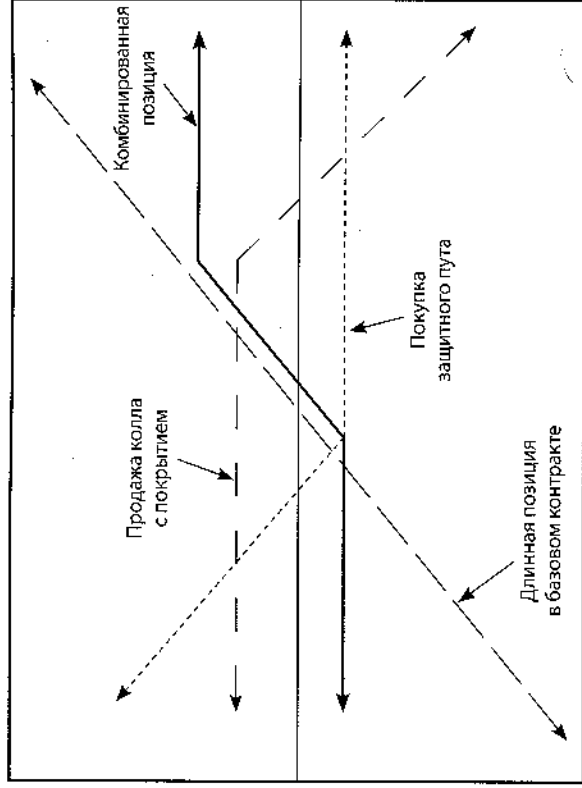 Комбинированная
позиция
Продажа колла
с покрытием
Покупка
защитного пута
Длинная позиция
в базовом контракте